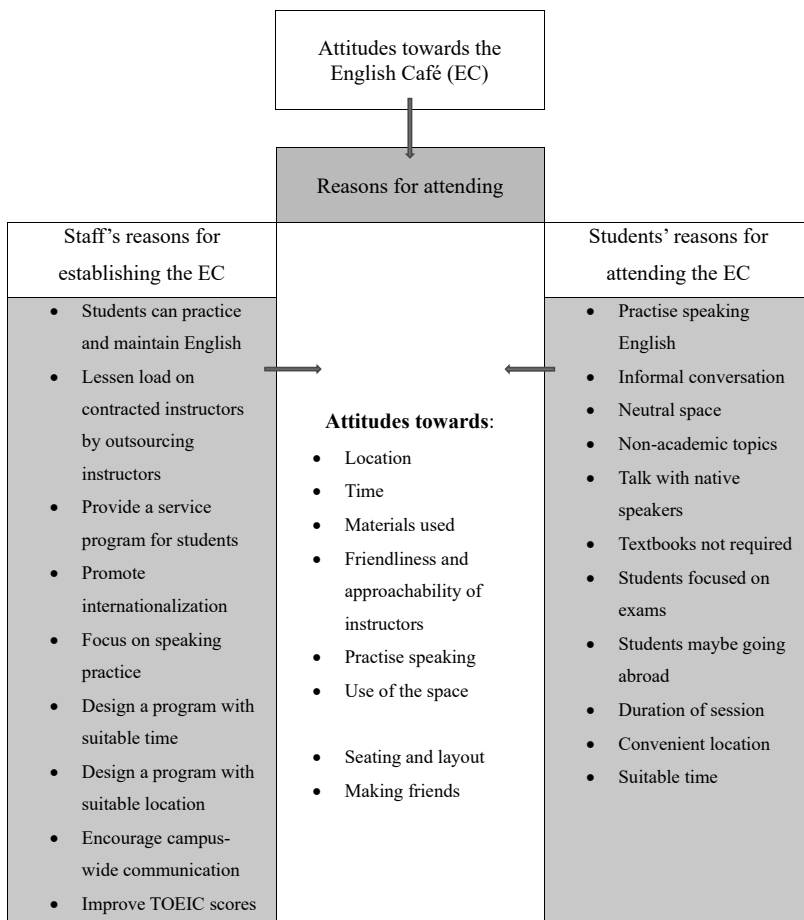 Attitudes towards the
English Café (EC)
Reasons for attending
Staff’s reasons for
establishing the EC
• Students can practice
and maintain English
• Lessen load on
contracted instructors
by outsourcing
instructors
• Provide a service
program for students
• Promote
internationalization
• Focus on speaking
practice
• Design a program with
suitable time
• Design a program with
suitable location
• Encourage campus-
wide communication
• Improve TOEIC scores
Attitudes towards:
• Location
• Time
• Materials used
• Friendliness and
approachability of
instructors
• Practise speaking
• Use of the space
• Seating and layout
• Making friends
Students’ reasons for
attending the EC
• Practise speaking
English
• Informal conversation
• Neutral space
• Non-academic topics
• Talk with native
speakers
• Textbooks not required
• Students focused on
exams
• Students maybe going
abroad
• Duration of session
• Convenient location
• Suitable time